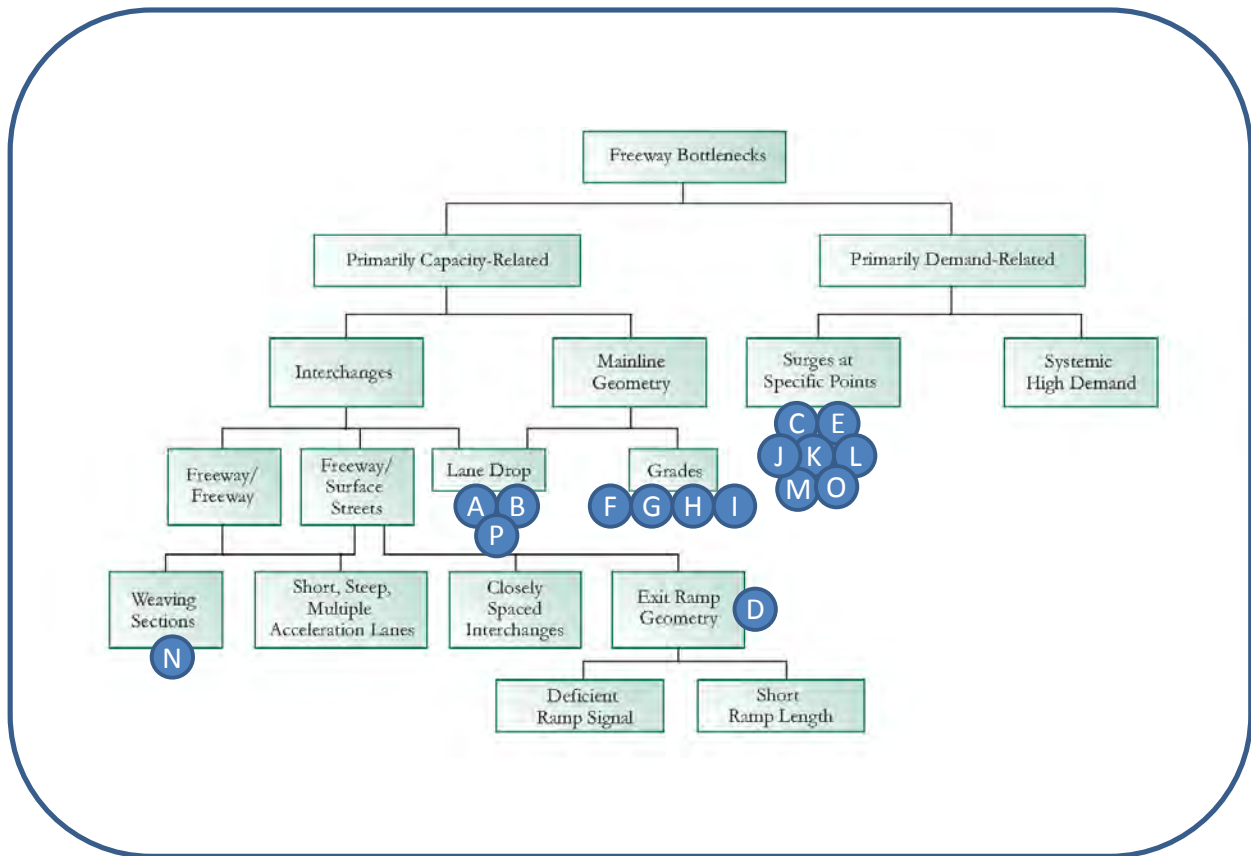 Freeway Bottlenecks
Primarily Capacity-Related
Primarily Demand-Related
Interchanges
Mainline
Geometry
Surges at
Specific Points
Systemic
High Demand
C
E
J
K
L
M
O
Freeway/
Freeway
Freeway/
Surface
Streets
Lane Drop
A
B
P
Grades
F
G
H
I
Weaving
Sections
N
Short, Steep,
Multiple
Acceleration Lanes
Closely
Spaced
Interchanges
Exit Ramp
Geometry
D
Deficient
Ramp Signal
Short
Ramp Length